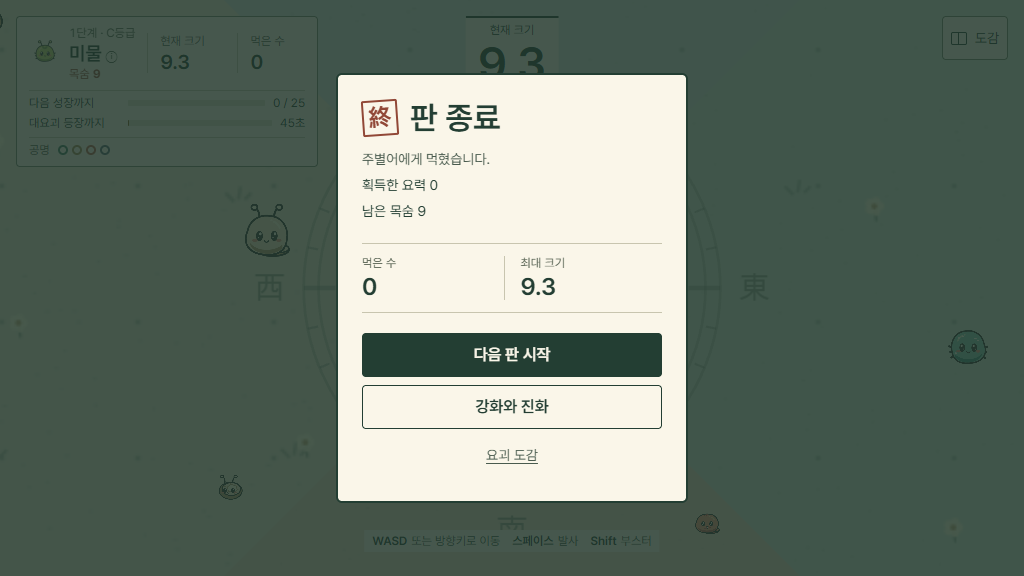 1단계 · C등급
미물 ⓘ
목숨 9
현재 크기
9.3
먹은 수
0
다음 성장까지 0 / 25
대요괴 등장까지 45초
공명
현재 크기
9.3
도감
終 판 종료
주별어에게 먹혔습니다.
획득한 요력 0
남은 목숨 9
먹은 수
0
최대 크기
9.3
다음 판 시작
강화와 진화
요괴 도감
西
東
南
WASD 또는 방향키로 이동 스페이스 발사 Shift 부스터